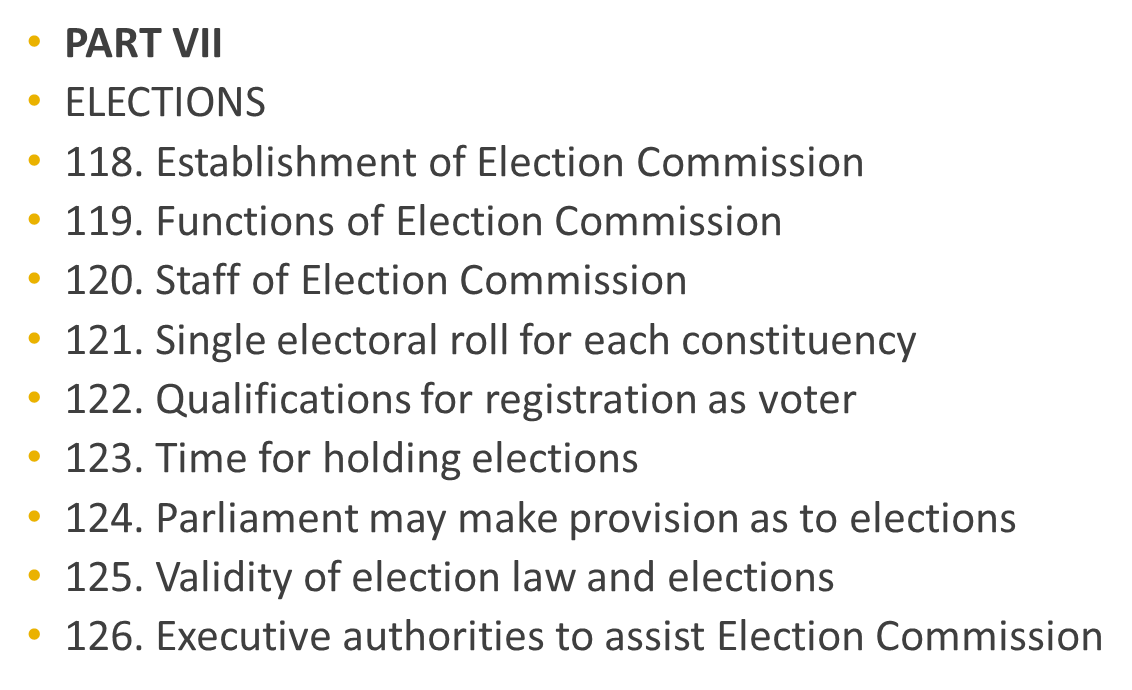 • PART VII
• ELECTIONS
• 118. Establishment of Election Commission
• 119. Functions of Election Commission
• 120. Staff of Election Commission
• 121. Single electoral roll for each constituency
• 122. Qualifications for registration as voter
• 123. Time for holding elections
• 124. Parliament may make provision as to elections
• 125. Validity of election law and elections
• 126. Executive authorities to assist Election Commission